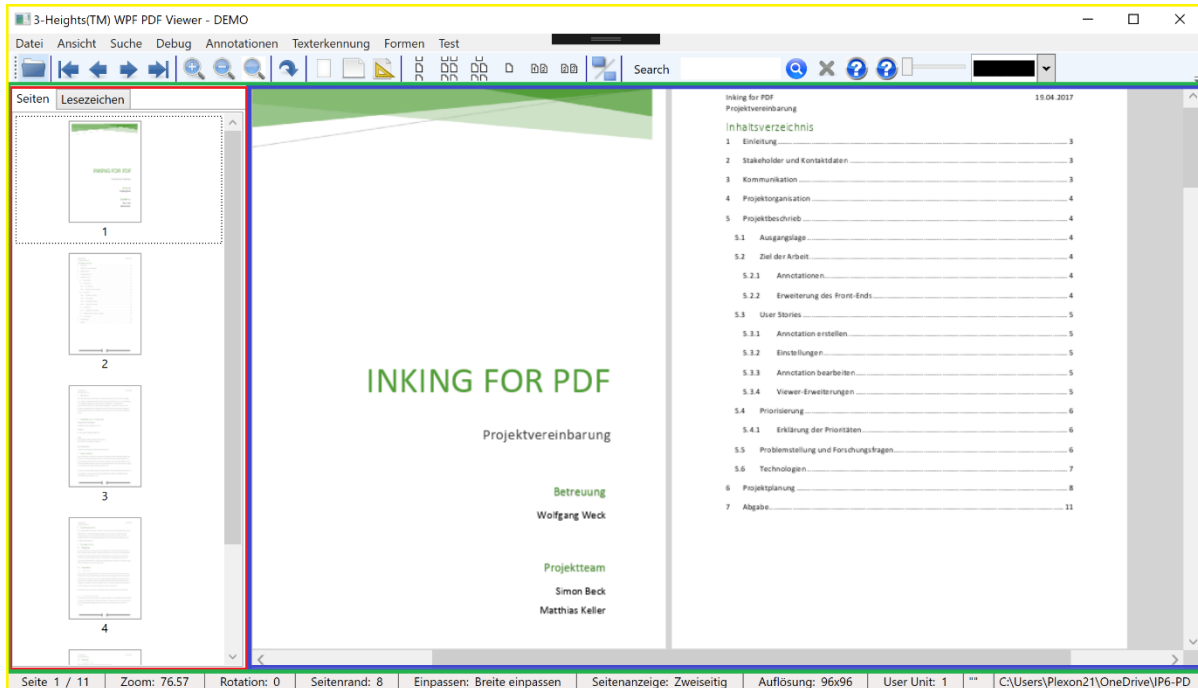 3-Heights(TM) WPF PDF Viewer - DEMO
Datei Ansicht Suche Debug Annotationen Texterkennung Formen Test
Search
Seiten Lesezeichen
INKING FOR PDF
1
2
3
4
INKING FOR PDF
Projektvereinbarung
Betreuung
Wolfgang Weck
Projektteam
Simon Beck
Matthias Keller
Inking for PDF 19.04.2017
Projektvereinbarung
Inhaltsverzeichnis
1 Einleitung 3
2 Stakeholder und Kontaktdaten 3
3 Kommunikation 3
4 Projektorganisation 4
5 Projektbeschrieb 4
5.1 Ausgangslage 4
5.2 Ziel der Arbeit 4
5.2.1 Annotationen 4
5.2.2 Erweiterung des Front-Ends 4
5.3 User Stories 5
5.3.1 Annotation erstellen 5
5.3.2 Einstellungen 5
5.3.3 Annotation bearbeiten 5
5.3.4 Viewer-Erweiterungen 5
5.4 Priorisierung 6
5.4.1 Erklärung der Prioritäten 6
5.5 Problemstellung und Forschungsfragen 6
5.6 Technologien 7
6 Projektplanung 8
7 Abgabe 11
Seite 1 / 11 Zoom: 76.57 Rotation: 0 Seitenrand: 8 Einpassen: Breite einpassen Seitenanzeige: Zweiseitig Auflösung: 96x96 User Unit: 1 "" C:\Users\Plexon21\OneDrive\IP6-PD